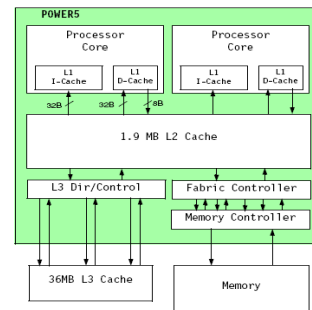 POWER5
Processor
Core
Processor
Core
L1
I-Cache
L1
D-Cache
L1
I-Cache
L1
D-Cache
32B
32B
8B
1.9 MB L2 Cache
L3 Dir/Control
Fabric Controller
Memory Controller
36MB L3 Cache
Memory